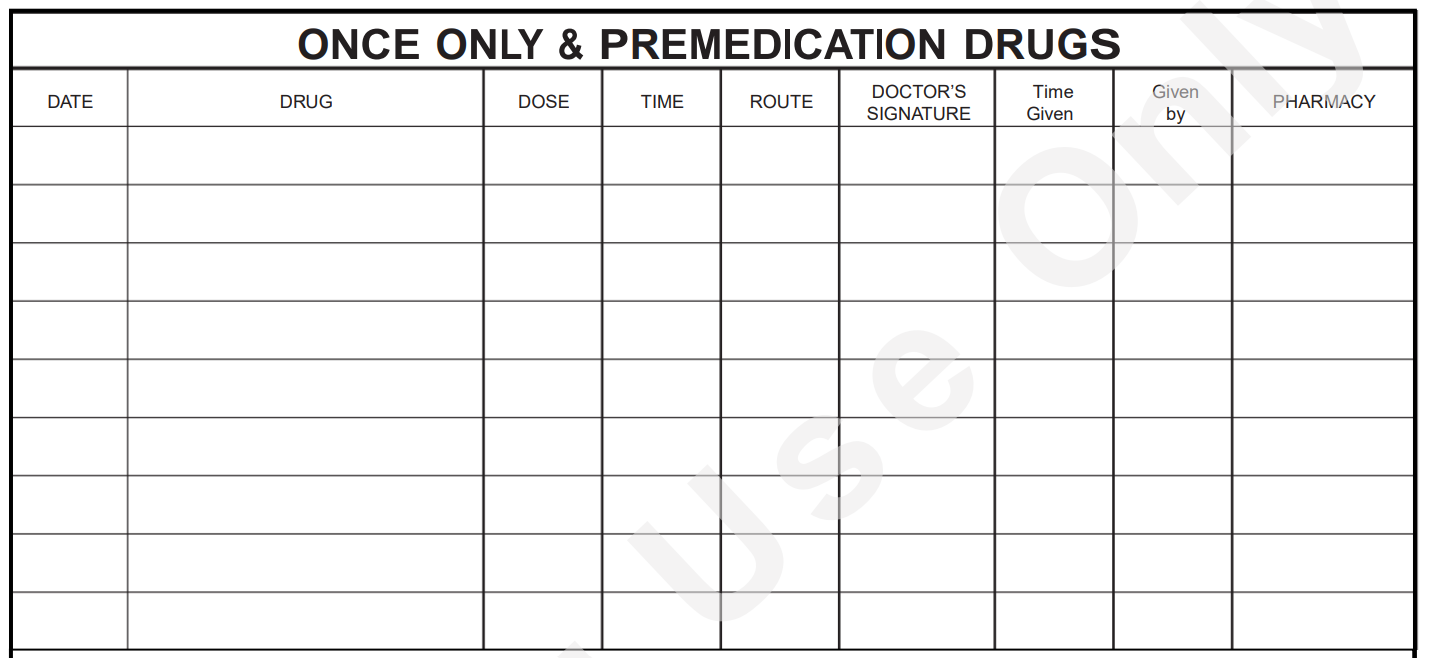 ONCE ONLY & PREMEDICATION DRUGS
DATE DRUG DOSE TIME ROUTE DOCTOR’S SIGNATURE Time Given Given by PHARMACY
Use Only